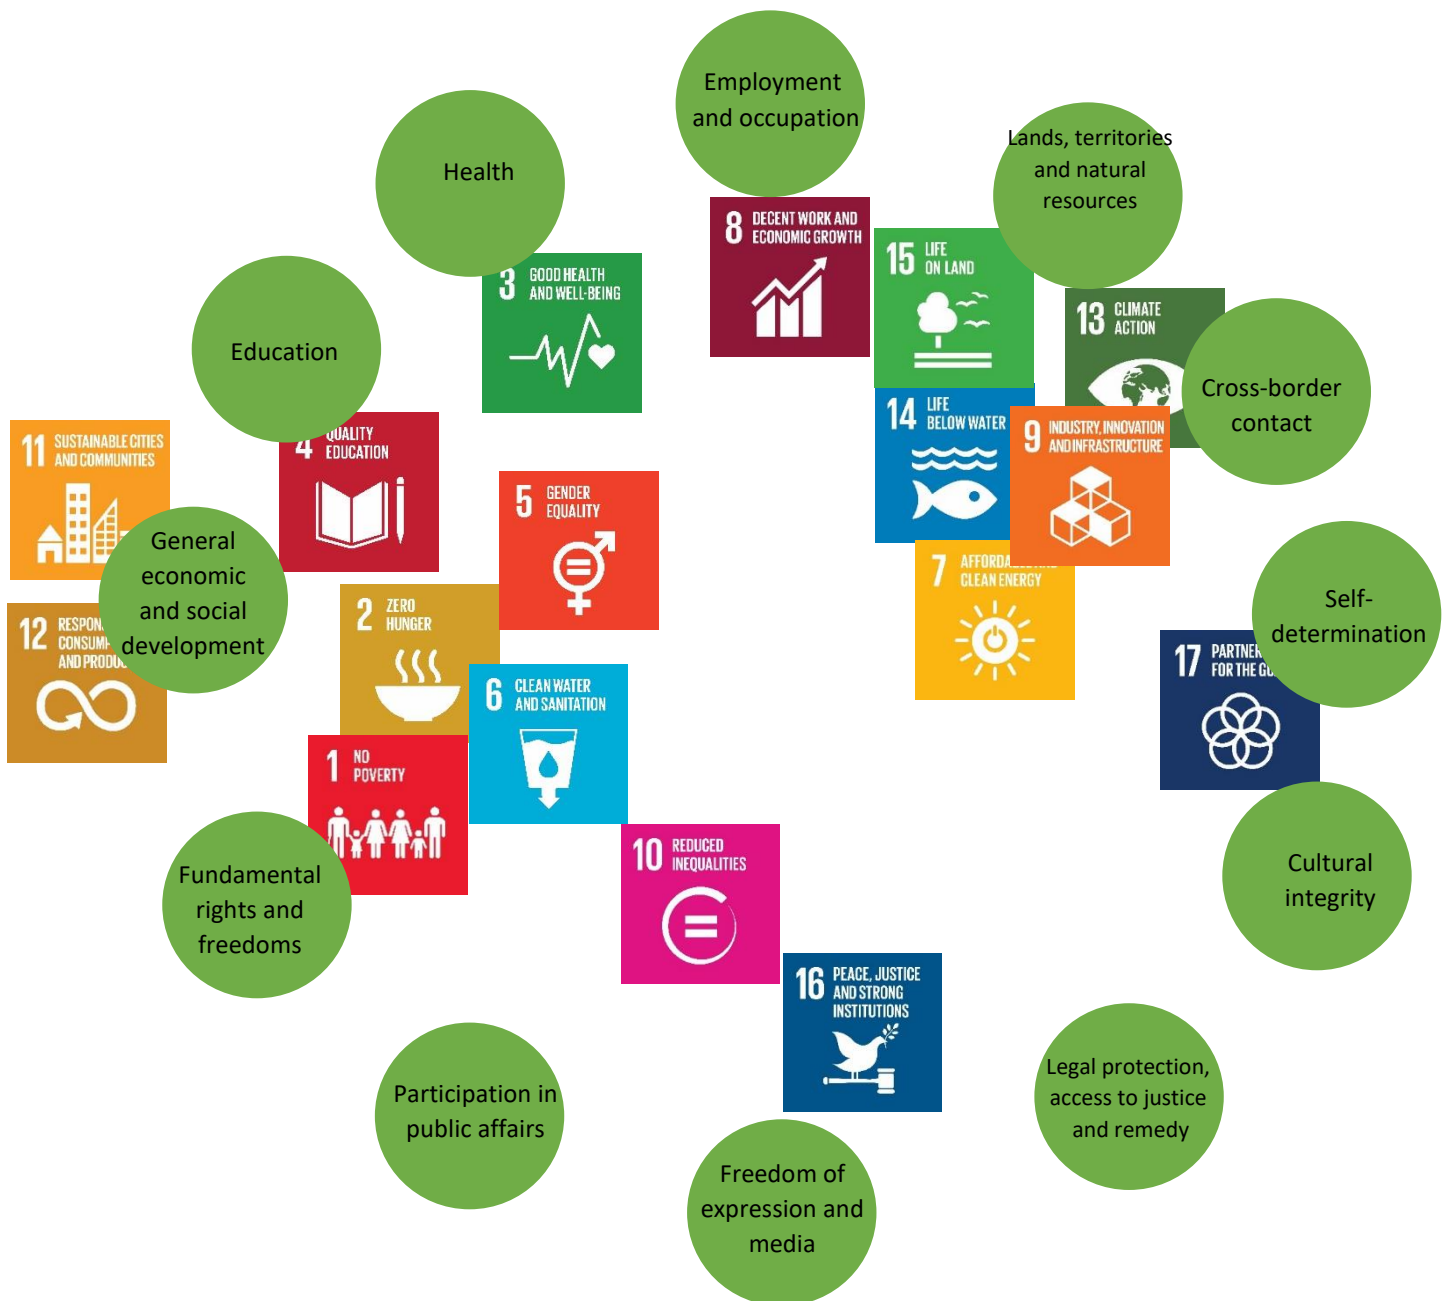 Employment
and occupation
Lands, territories
and natural
resources
Health
8 DECENT WORK AND
ECONOMIC GROWTH
15 LIFE
ON LAND
3 GOOD HEALTH
AND WELL-BEING
13 CLIMATE
ACTION
Education
Cross-border
contact
4 QUALITY
EDUCATION
14 LIFE
BELOW WATER
9 INDUSTRY, INNOVATION
AND INFRASTRUCTURE
11 SUSTAINABLE CITIES
AND COMMUNITIES
5 GENDER
EQUALITY
General
economic
and social
development
7
CLEAN ENERGY
Self-
determination
2 ZERO
HUNGER
12
17
FOR THE
6 CLEAN WATER
AND SANITATION
1 NO
POVERTY
10 REDUCED
INEQUALITIES
Cultural
integrity
Fundamental
rights and
freedoms
16 PEACE, JUSTICE
AND STRONG
INSTITUTIONS
Legal protection,
access to justice
and remedy
Participation in
public affairs
Freedom of
expression and
media